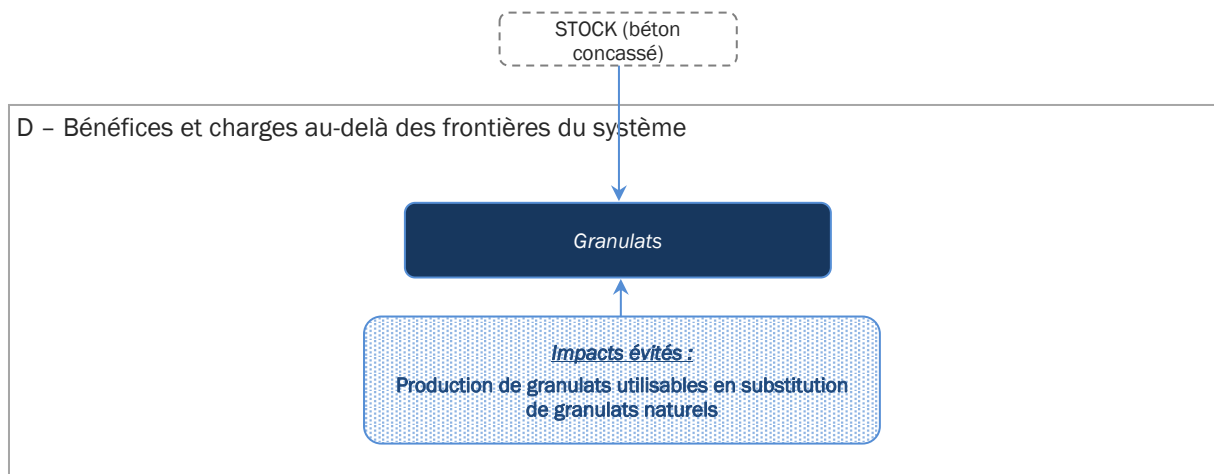 STOCK (béton
concassé)
D – Bénéfices et charges au-delà des frontières du système
Granulats
Impacts évités :
Production de granulats utilisables en substitution
de granulats naturels